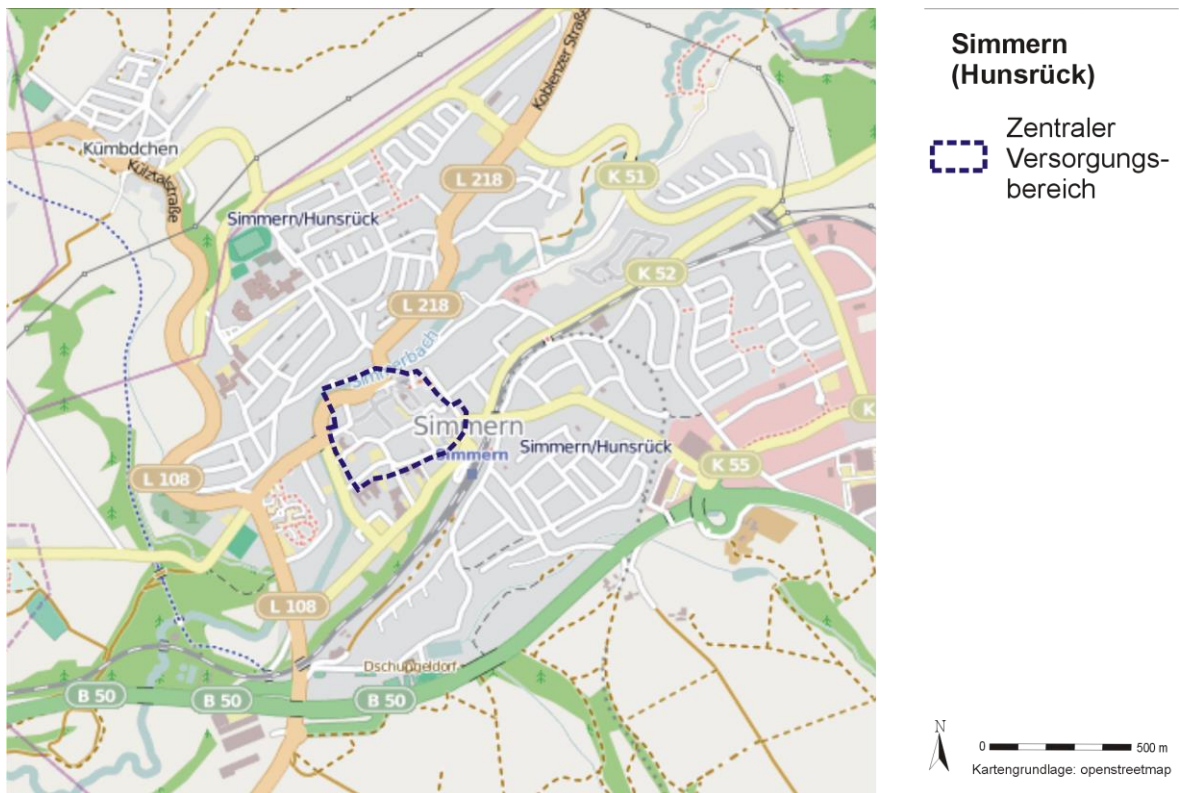 Simmern
(Hunsrück)
Zentraler
Versorgungs-
bereich
Koblenzer Straße
Kümbdchen
Külztalstraße
L 218
K 51
Simmern/Hunsrück
K 52
L 218
Simmerbach
Simmern
Simmern/Hunsrück
Simmern
K 55
L 108
L 108
Dschungeldorf
B 50
B 50
B 50
N
0
500 m
Kartengrundlage: openstreetmap